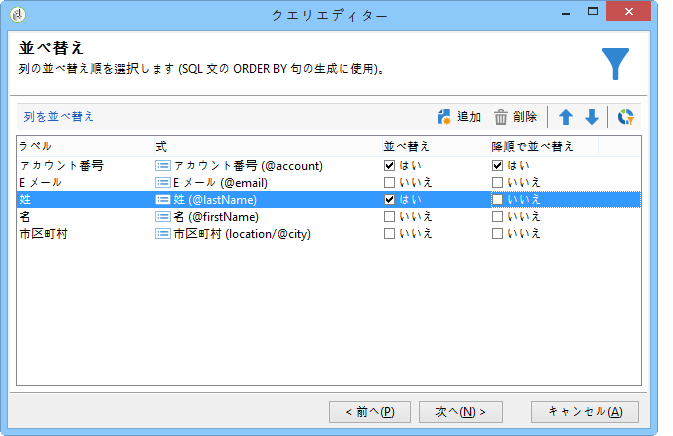 クエリエディター
並べ替え
列の並べ替え順を選択します (SQL 文の ORDER BY 句の生成に使用)。
列を並べ替え 追加 削除
ラベル 式 並べ替え 降順で並べ替え
アカウント番号 アカウント番号 (@account) はい はい
E メール E メール (@email) いいえ いいえ
姓 姓 (@lastName) はい いいえ
名 名 (@firstName) いいえ いいえ
市区町村 市区町村 (location/@city) いいえ いいえ
< 前へ(P) 次へ(N) > キャンセル(A)